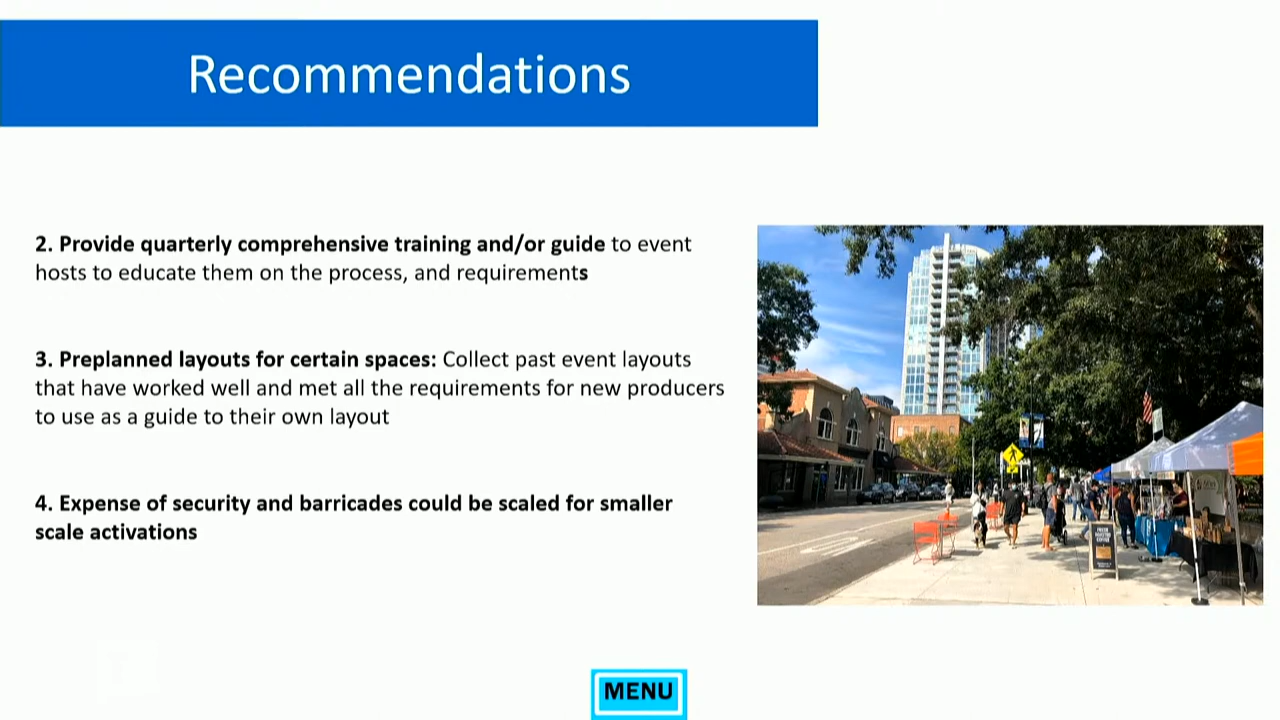 Recommendations
2. Provide quarterly comprehensive training and/or guide to event
hosts to educate them on the process, and requirements
3. Preplanned layouts for certain spaces: Collect past event layouts
that have worked well and met all the requirements for new producers
to use as a guide to their own layout
4. Expense of security and barricades could be scaled for smaller
scale activations
MENU